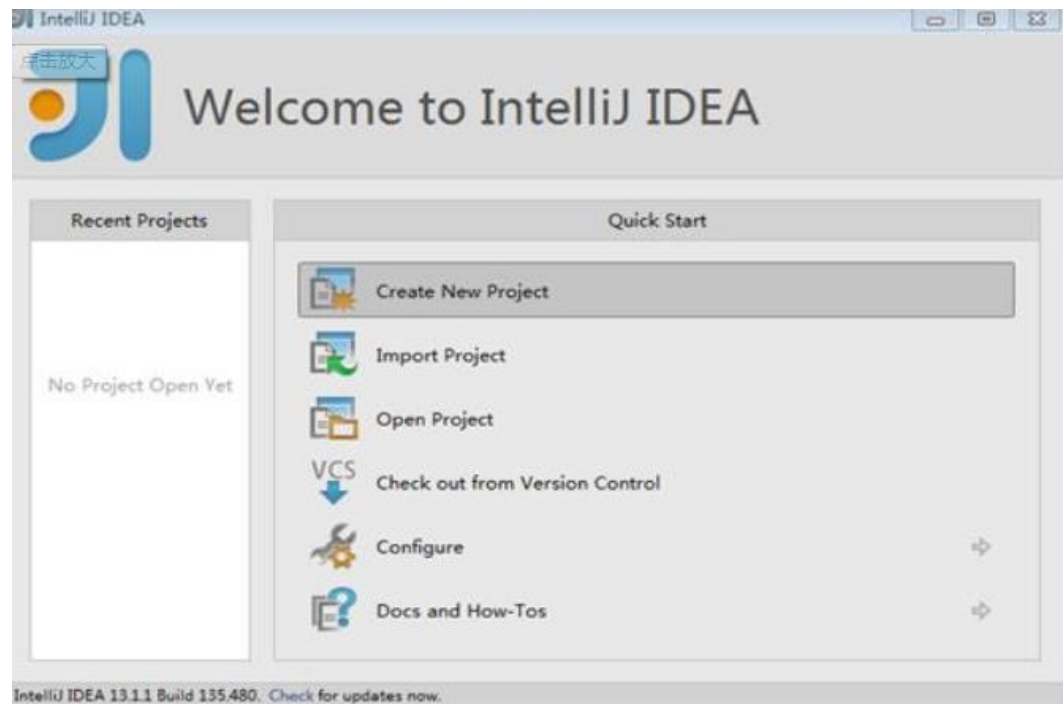 IntelliJ IDEA
点击放大
Welcome to IntelliJ IDEA
Recent Projects
No Project Open Yet
Quick Start
Create New Project
Import Project
Open Project
VCS
Check out from Version Control
Configure
Docs and How-Tos
IntelliJ IDEA 13.1.1 Build 135.480. Check for updates now.